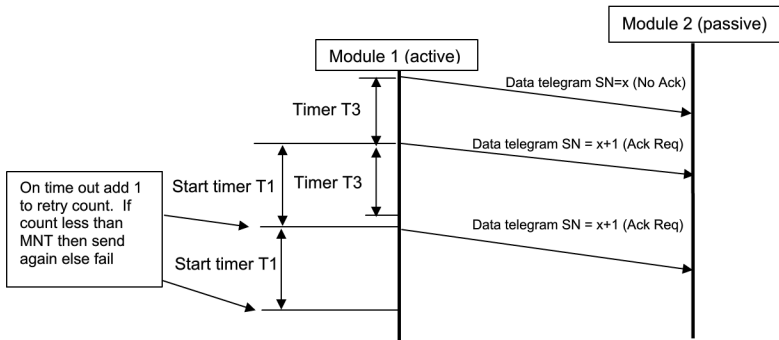 Module 2 (passive)
Module 1 (active)
Data telegram SN=x (No Ack)
Timer T3
Data telegram SN = x+1 (Ack Req)
Start timer T1
Timer T3
On time out add 1
to retry count. If
count less than
MNT then send
again else fail
Data telegram SN = x+1 (Ack Req)
Start timer T1